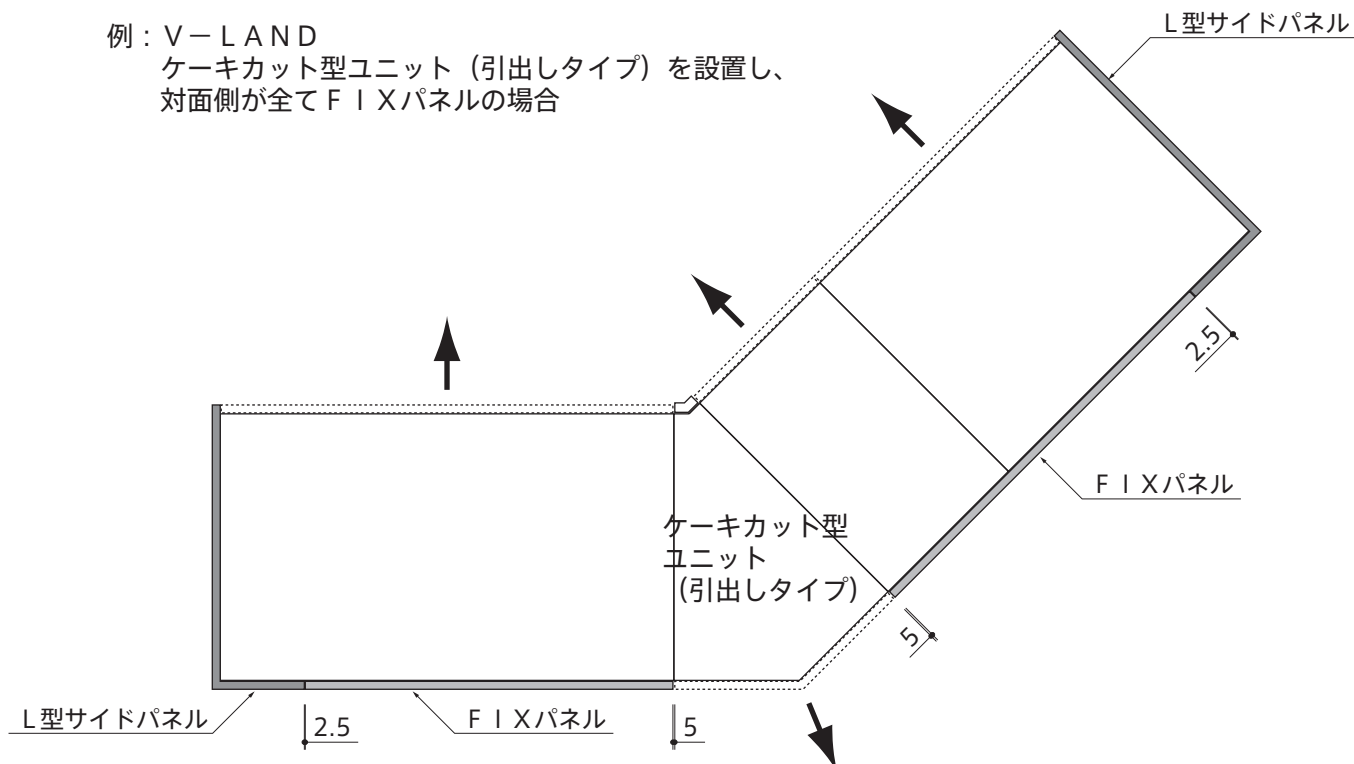 例：Ｖ－ＬＡＮＤ
ケーキカット型ユニット（引出しタイプ）を設置し、
対面側が全てＦＩＸパネルの場合
Ｌ型サイドパネル
2.5
ＦＩＸパネル
ケーキカット型
ユニット
（引出しタイプ）
5
Ｌ型サイドパネル
2.5
ＦＩＸパネル
5